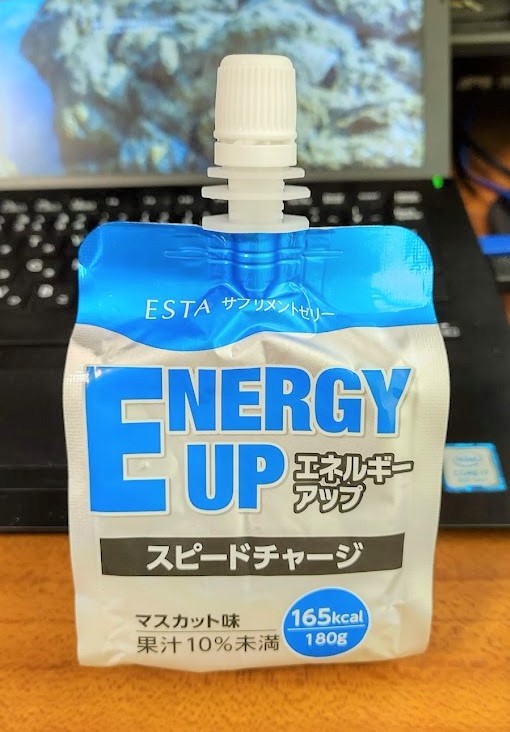 ESTA サプリメントゼリー
ENERGY
UP エネルギー
アップ
スピードチャージ
マスカット味
果汁10%未満
165kcal
180g